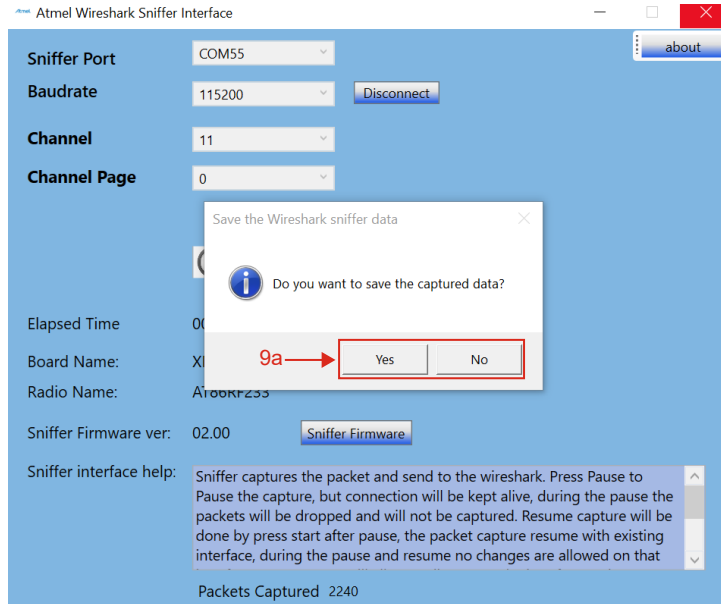 Atmel Atmel Wireshark Sniffer Interface
about
Sniffer Port COM55
Baudrate 115200 Disconnect
Channel 11
Channel Page 0
Save the Wireshark sniffer data
Do you want to save the captured data?
9a Yes No
Elapsed Time
Board Name:
Radio Name: AT86RF233
Sniffer Firmware ver: 02.00 Sniffer Firmware
Sniffer interface help: Sniffer captures the packet and send to the wireshark. Press Pause to
Pause the capture, but connection will be kept alive, during the pause the
packets will be dropped and will not be captured. Resume capture will be
done by press start after pause, the packet capture resume with existing
interface, during the pause and resume no changes are allowed on that
Packets Captured 2240